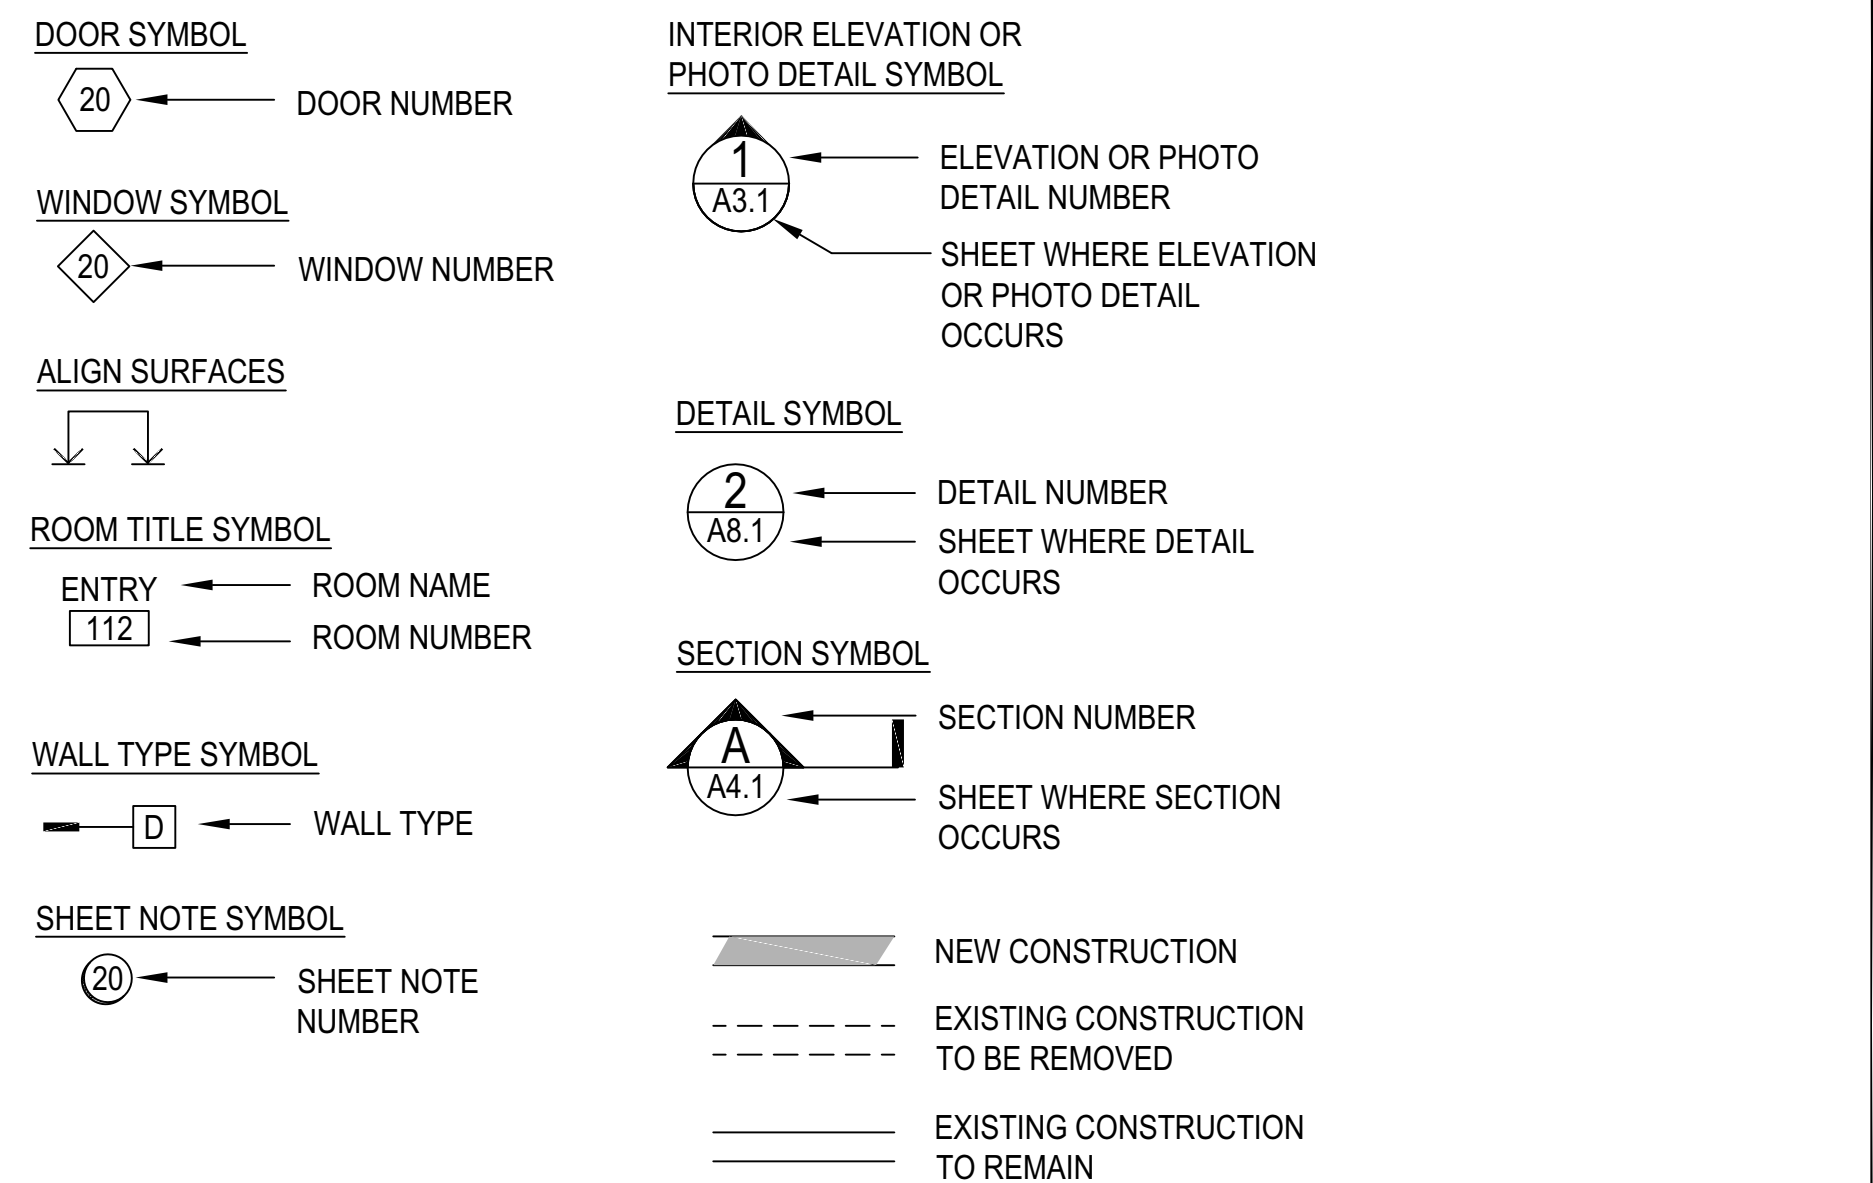 DOOR SYMBOL
20
DOOR NUMBER
WINDOW SYMBOL
20
WINDOW NUMBER
ALIGN SURFACES
ROOM TITLE SYMBOL
ENTRY
ROOM NAME
112
ROOM NUMBER
WALL TYPE SYMBOL
D
WALL TYPE
SHEET NOTE SYMBOL
20
SHEET NOTE
NUMBER
INTERIOR ELEVATION OR
PHOTO DETAIL SYMBOL
1
A3.1
ELEVATION OR PHOTO
DETAIL NUMBER
SHEET WHERE ELEVATION
OR PHOTO DETAIL
OCCURS
DETAIL SYMBOL
2
A8.1
DETAIL NUMBER
SHEET WHERE DETAIL
OCCURS
SECTION SYMBOL
A
A4.1
SECTION NUMBER
SHEET WHERE SECTION
OCCURS
NEW CONSTRUCTION
EXISTING CONSTRUCTION
TO BE REMOVED
EXISTING CONSTRUCTION
TO REMAIN